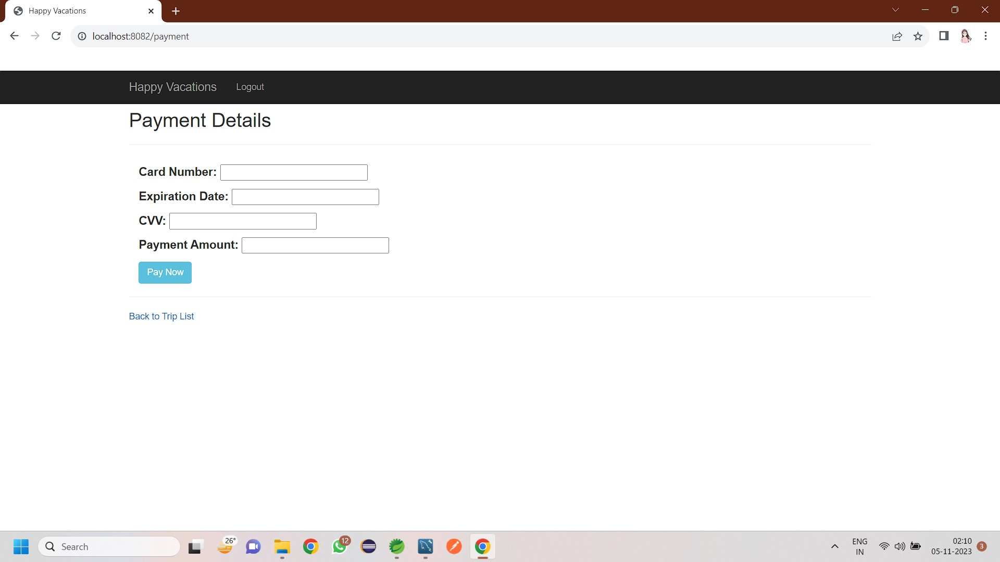 Happy Vacations
localhost:8082/payment
Happy Vacations Logout
Payment Details
Card Number:
Expiration Date:
CVV:
Payment Amount:
Pay Now
Back to Trip List
Search
26°
12
ENG
IN
02:10
05-11-2023
3